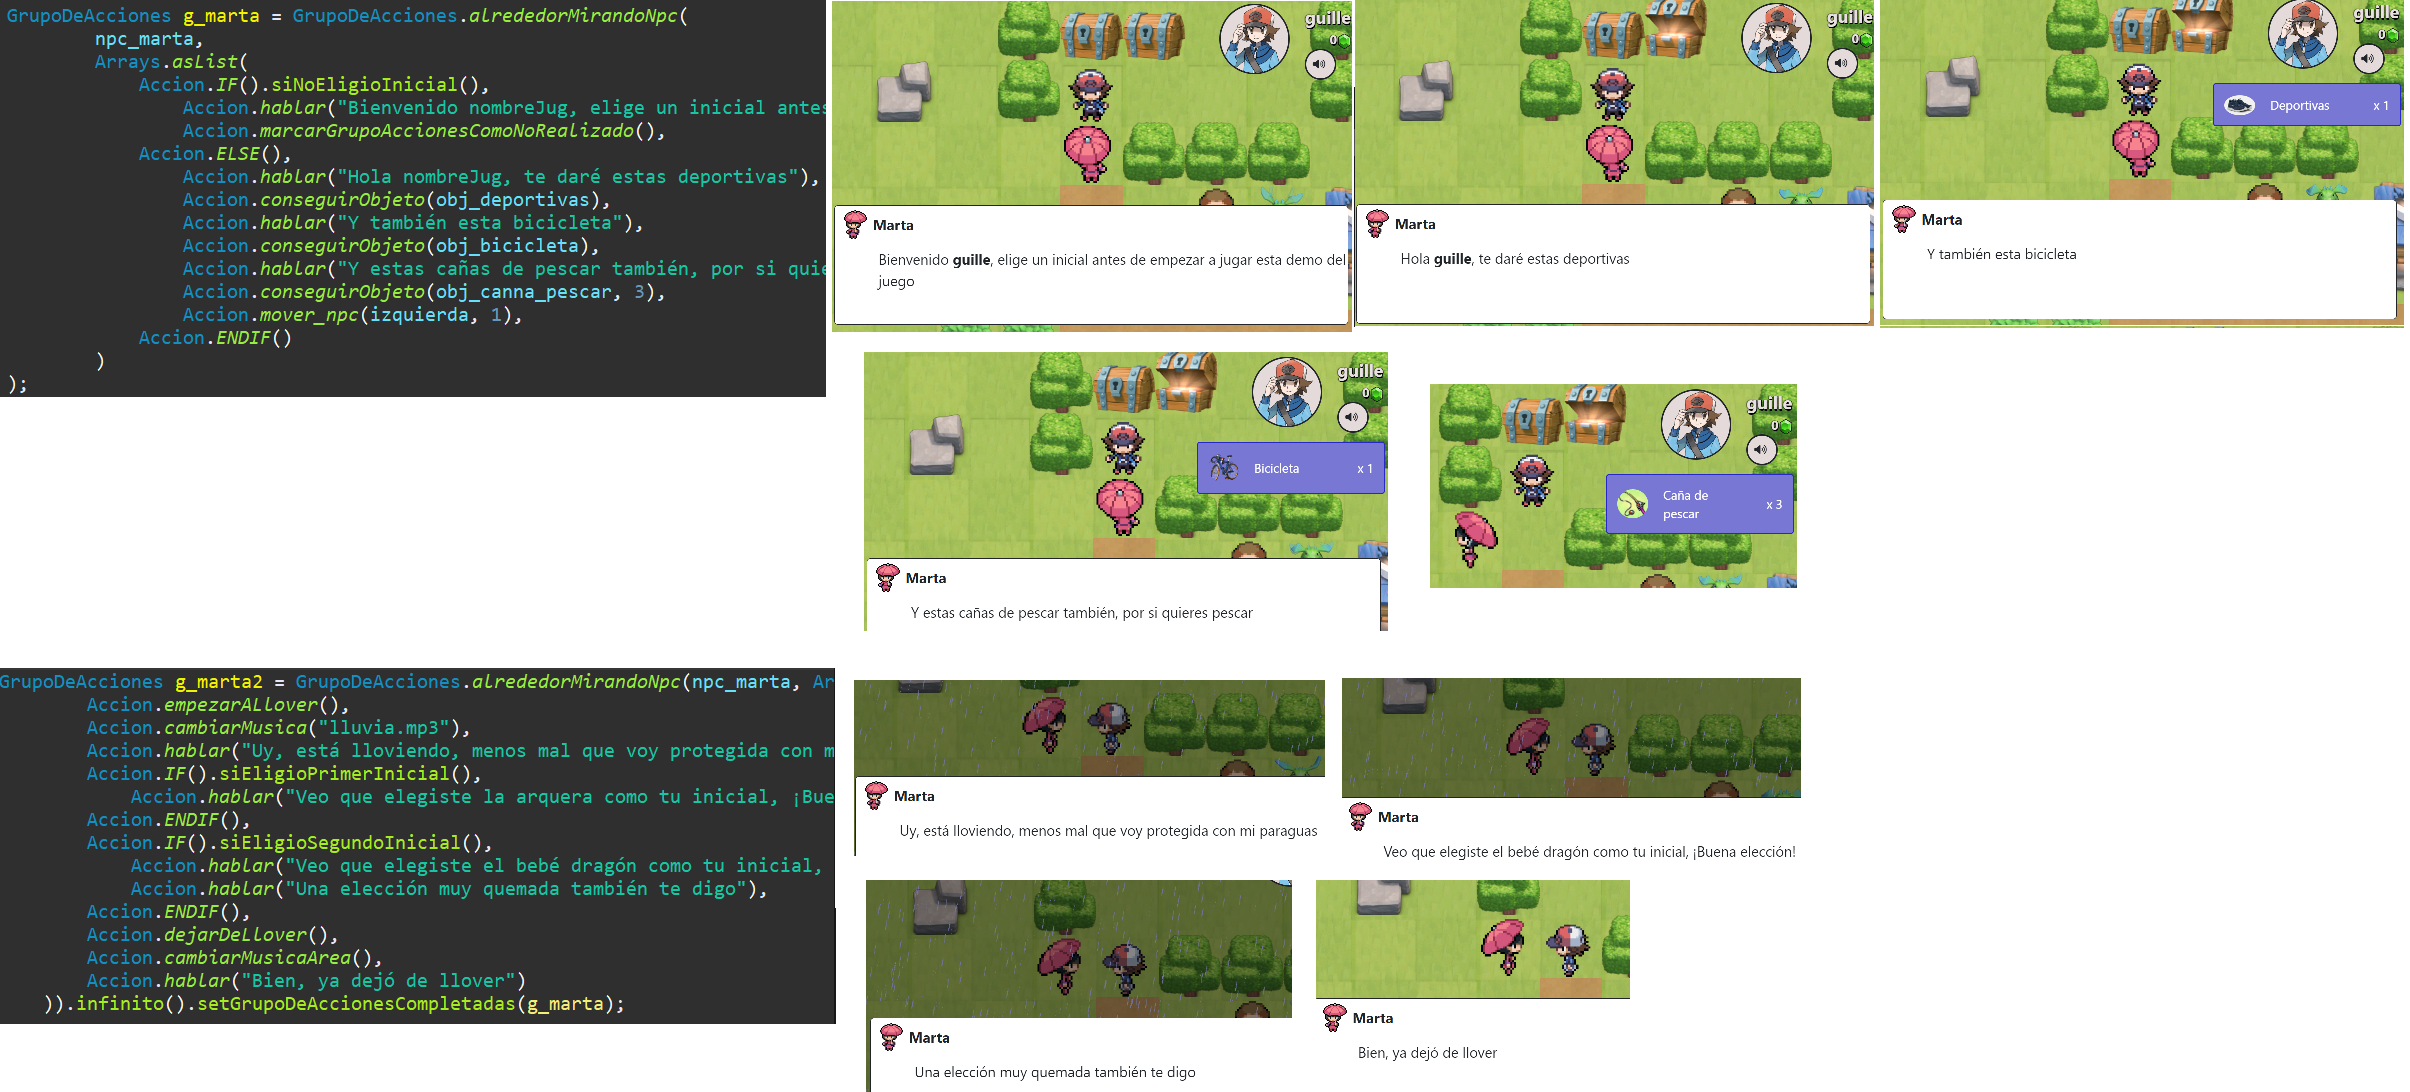 GrupoDeAcciones g_marta = GrupoDeAcciones.alrededorMirandoNpc(
npc_marta,
Arrays.asList(
Accion.IF().siNoEligioInicial(),
Accion.hablar("Bienvenido nombreJug, elige un inicial antes
Accion.marcarGrupoAccionesComoNoRealizado(),
Accion.ELSE(),
Accion.hablar("Hola nombreJug, te daré estas deportivas"),
Accion.conseguirObjeto(obj_deportivas),
Accion.hablar("Y también esta bicicleta"),
Accion.conseguirObjeto(obj_bicicleta),
Accion.hablar("Y estas cañas de pescar también, por si quie
Accion.conseguirObjeto(obj_canna_pescar, 3),
Accion.mover_npc(izquierda, 1),
Accion.ENDIF()
)
);
guille
0
Marta
Bienvenido guille, elige un inicial antes de empezar a jugar esta demo del
juego
guille
0
Marta
Hola guille, te daré estas deportivas
guille
0
Deportivas x 1
Marta
Y también esta bicicleta
guille
0
Bicicleta x 1
Marta
Y estas cañas de pescar también, por si quieres pescar
guille
0
Caña de
pescar x 3
GrupoDeAcciones g_marta2 = GrupoDeAcciones.alrededorMirandoNpc(npc_marta, Ar
Accion.empezarALlover(),
Accion.cambiarMusica("lluvia.mp3"),
Accion.hablar("Uy, está lloviendo, menos mal que voy protegida con m
Accion.IF().siEligioPrimerInicial(),
Accion.hablar("Veo que elegiste la arquera como tu inicial, ¡Bue
Accion.ENDIF(),
Accion.IF().siEligioSegundoInicial(),
Accion.hablar("Veo que elegiste el bebé dragón como tu inicial,
Accion.hablar("Una elección muy quemada también te digo"),
Accion.ENDIF(),
Accion.dejarDeLlover(),
Accion.cambiarMusicaArea(),
Accion.hablar("Bien, ya dejó de llover")
)).infinito().setGrupoDeAccionesCompletadas(g_marta);
Marta
Uy, está lloviendo, menos mal que voy protegida con mi paraguas
Marta
Veo que elegiste el bebé dragón como tu inicial, ¡Buena elección!
Marta
Una elección muy quemada también te digo
Marta
Bien, ya dejó de llover